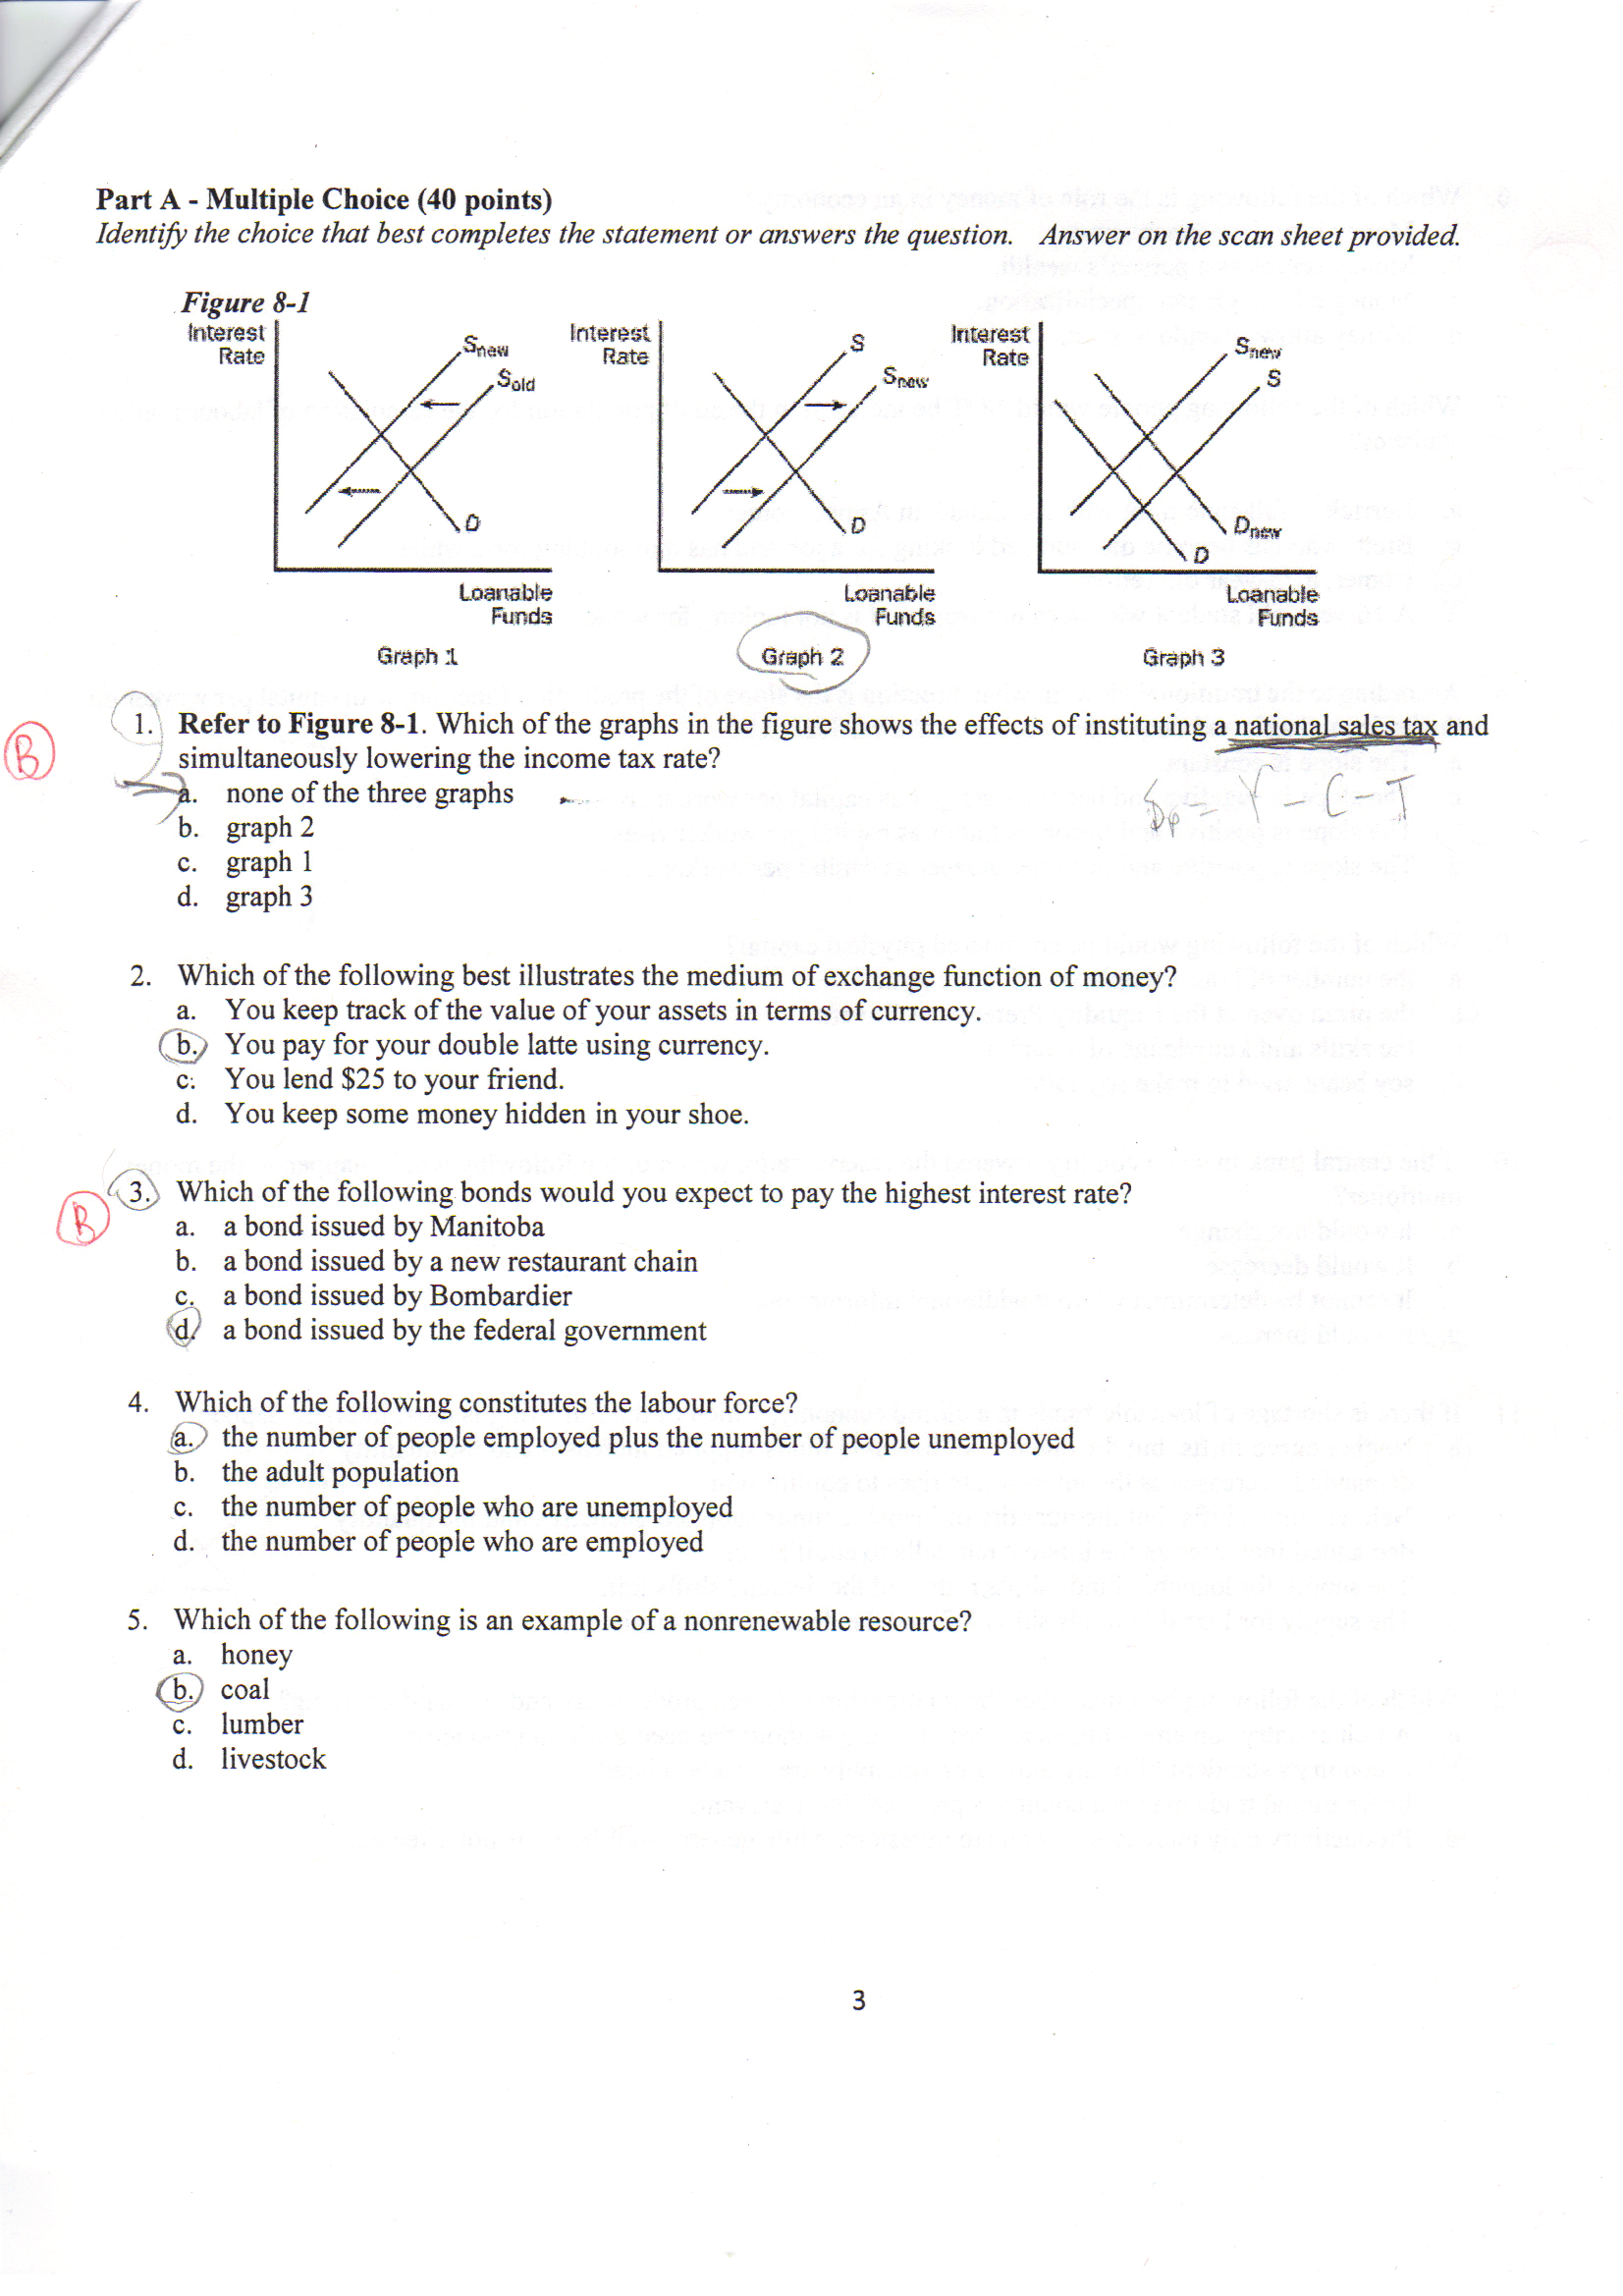 Part A - Multiple Choice (40 points)
Identify the choice that best completes the statement or answers the question. Answer on the scan sheet provided.
Figure 8-1
Interest Rate
Snew
Sold
D
Loanable Funds
Graph 1
Interest Rate
S
Snew
D
Loanable Funds
Graph 2
Interest Rate
Snew
S
Dnew
D
Loanable Funds
Graph 3
B
1. Refer to Figure 8-1. Which of the graphs in the figure shows the effects of instituting a national sales tax and
simultaneously lowering the income tax rate?
a. none of the three graphs
Sp = Y - C - T
b. graph 2
c. graph 1
d. graph 3
2. Which of the following best illustrates the medium of exchange function of money?
a. You keep track of the value of your assets in terms of currency.
b. You pay for your double latte using currency.
c. You lend $25 to your friend.
d. You keep some money hidden in your shoe.
B
3. Which of the following bonds would you expect to pay the highest interest rate?
a. a bond issued by Manitoba
b. a bond issued by a new restaurant chain
c. a bond issued by Bombardier
d. a bond issued by the federal government
4. Which of the following constitutes the labour force?
a. the number of people employed plus the number of people unemployed
b. the adult population
c. the number of people who are unemployed
d. the number of people who are employed
5. Which of the following is an example of a nonrenewable resource?
a. honey
b. coal
c. lumber
d. livestock
3